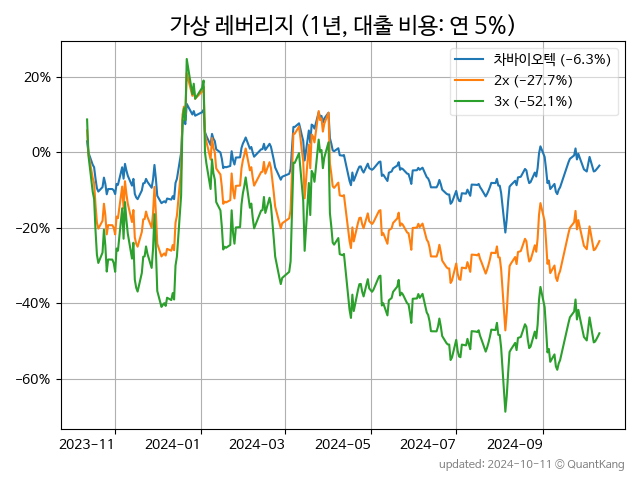 가상 레버리지 (1년, 대출 비용: 연 5%)
차바이오텍 (−6.3%)
2x (−27.7%)
3x (−52.1%)
20%
0%
−20%
−40%
−60%
2023-11 2024-01 2024-03 2024-05 2024-07 2024-09
updated: 2024-10-11 © QuantKang